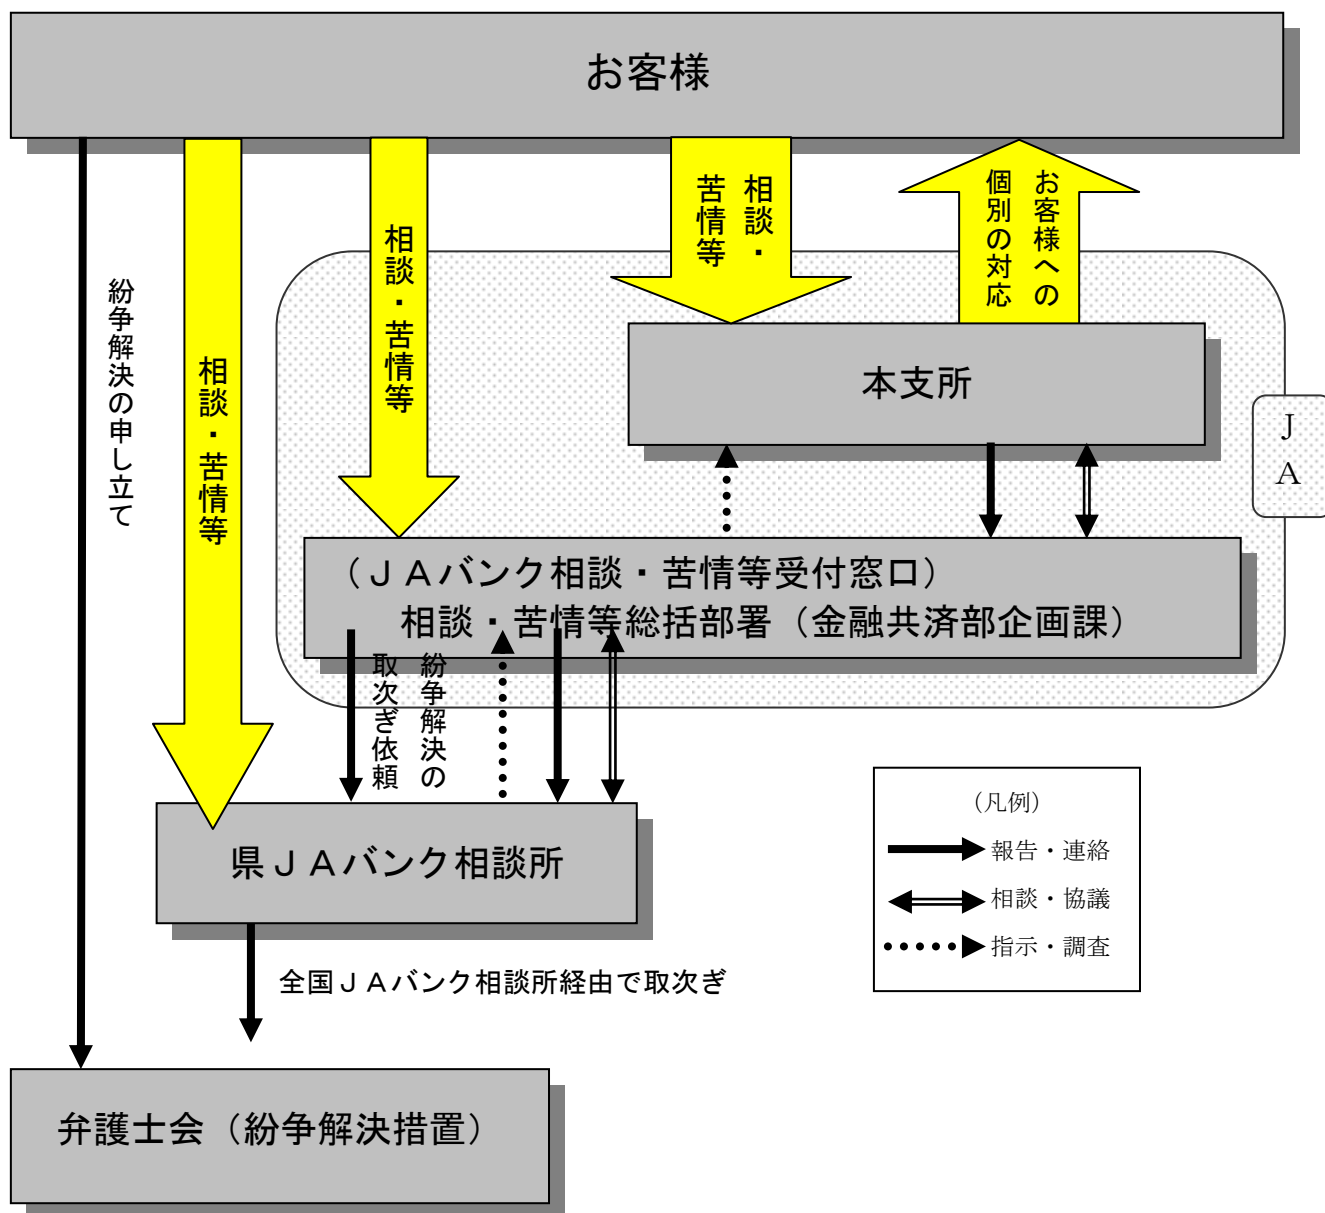 お客様
紛争解決の申し立て
相談・苦情等
相談・苦情等
相談・
苦情等
お客様への
個別の対応
本支所
J
A
（ＪＡバンク相談・苦情等受付窓口）
相談・苦情等総括部署（金融共済部企画課）
紛争解決の
取次ぎ依頼
県ＪＡバンク相談所
全国ＪＡバンク相談所経由で取次ぎ
弁護士会（紛争解決措置）
（凡例）
報告・連絡
相談・協議
指示・調査